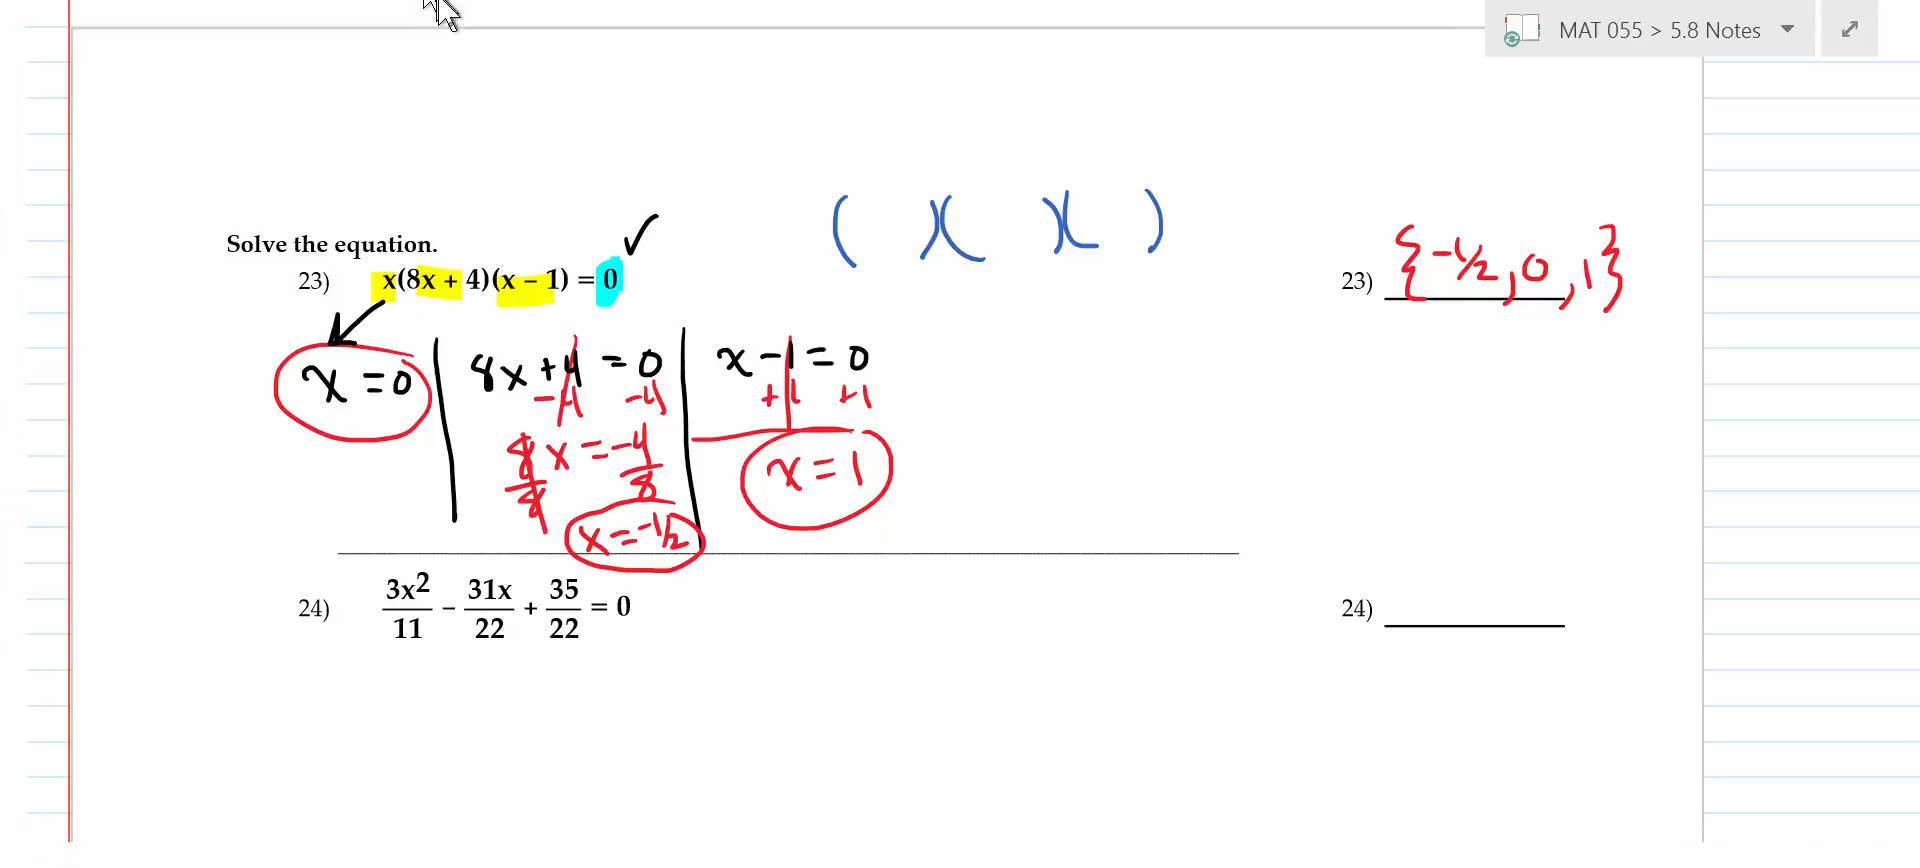 MAT 055 > 5.8 Notes
( )( )( )
Solve the equation.
23) x(8x + 4)(x − 1) = 0 ✓
23) {-1/2, 0, 1}
x = 0 | 8x + 4 = 0 | x - 1 = 0
-4 -4 +1 +1
8x = -4
8 8
x = 1
x = -1/2
24) 3x²/11 − 31x/22 + 35/22 = 0
24)